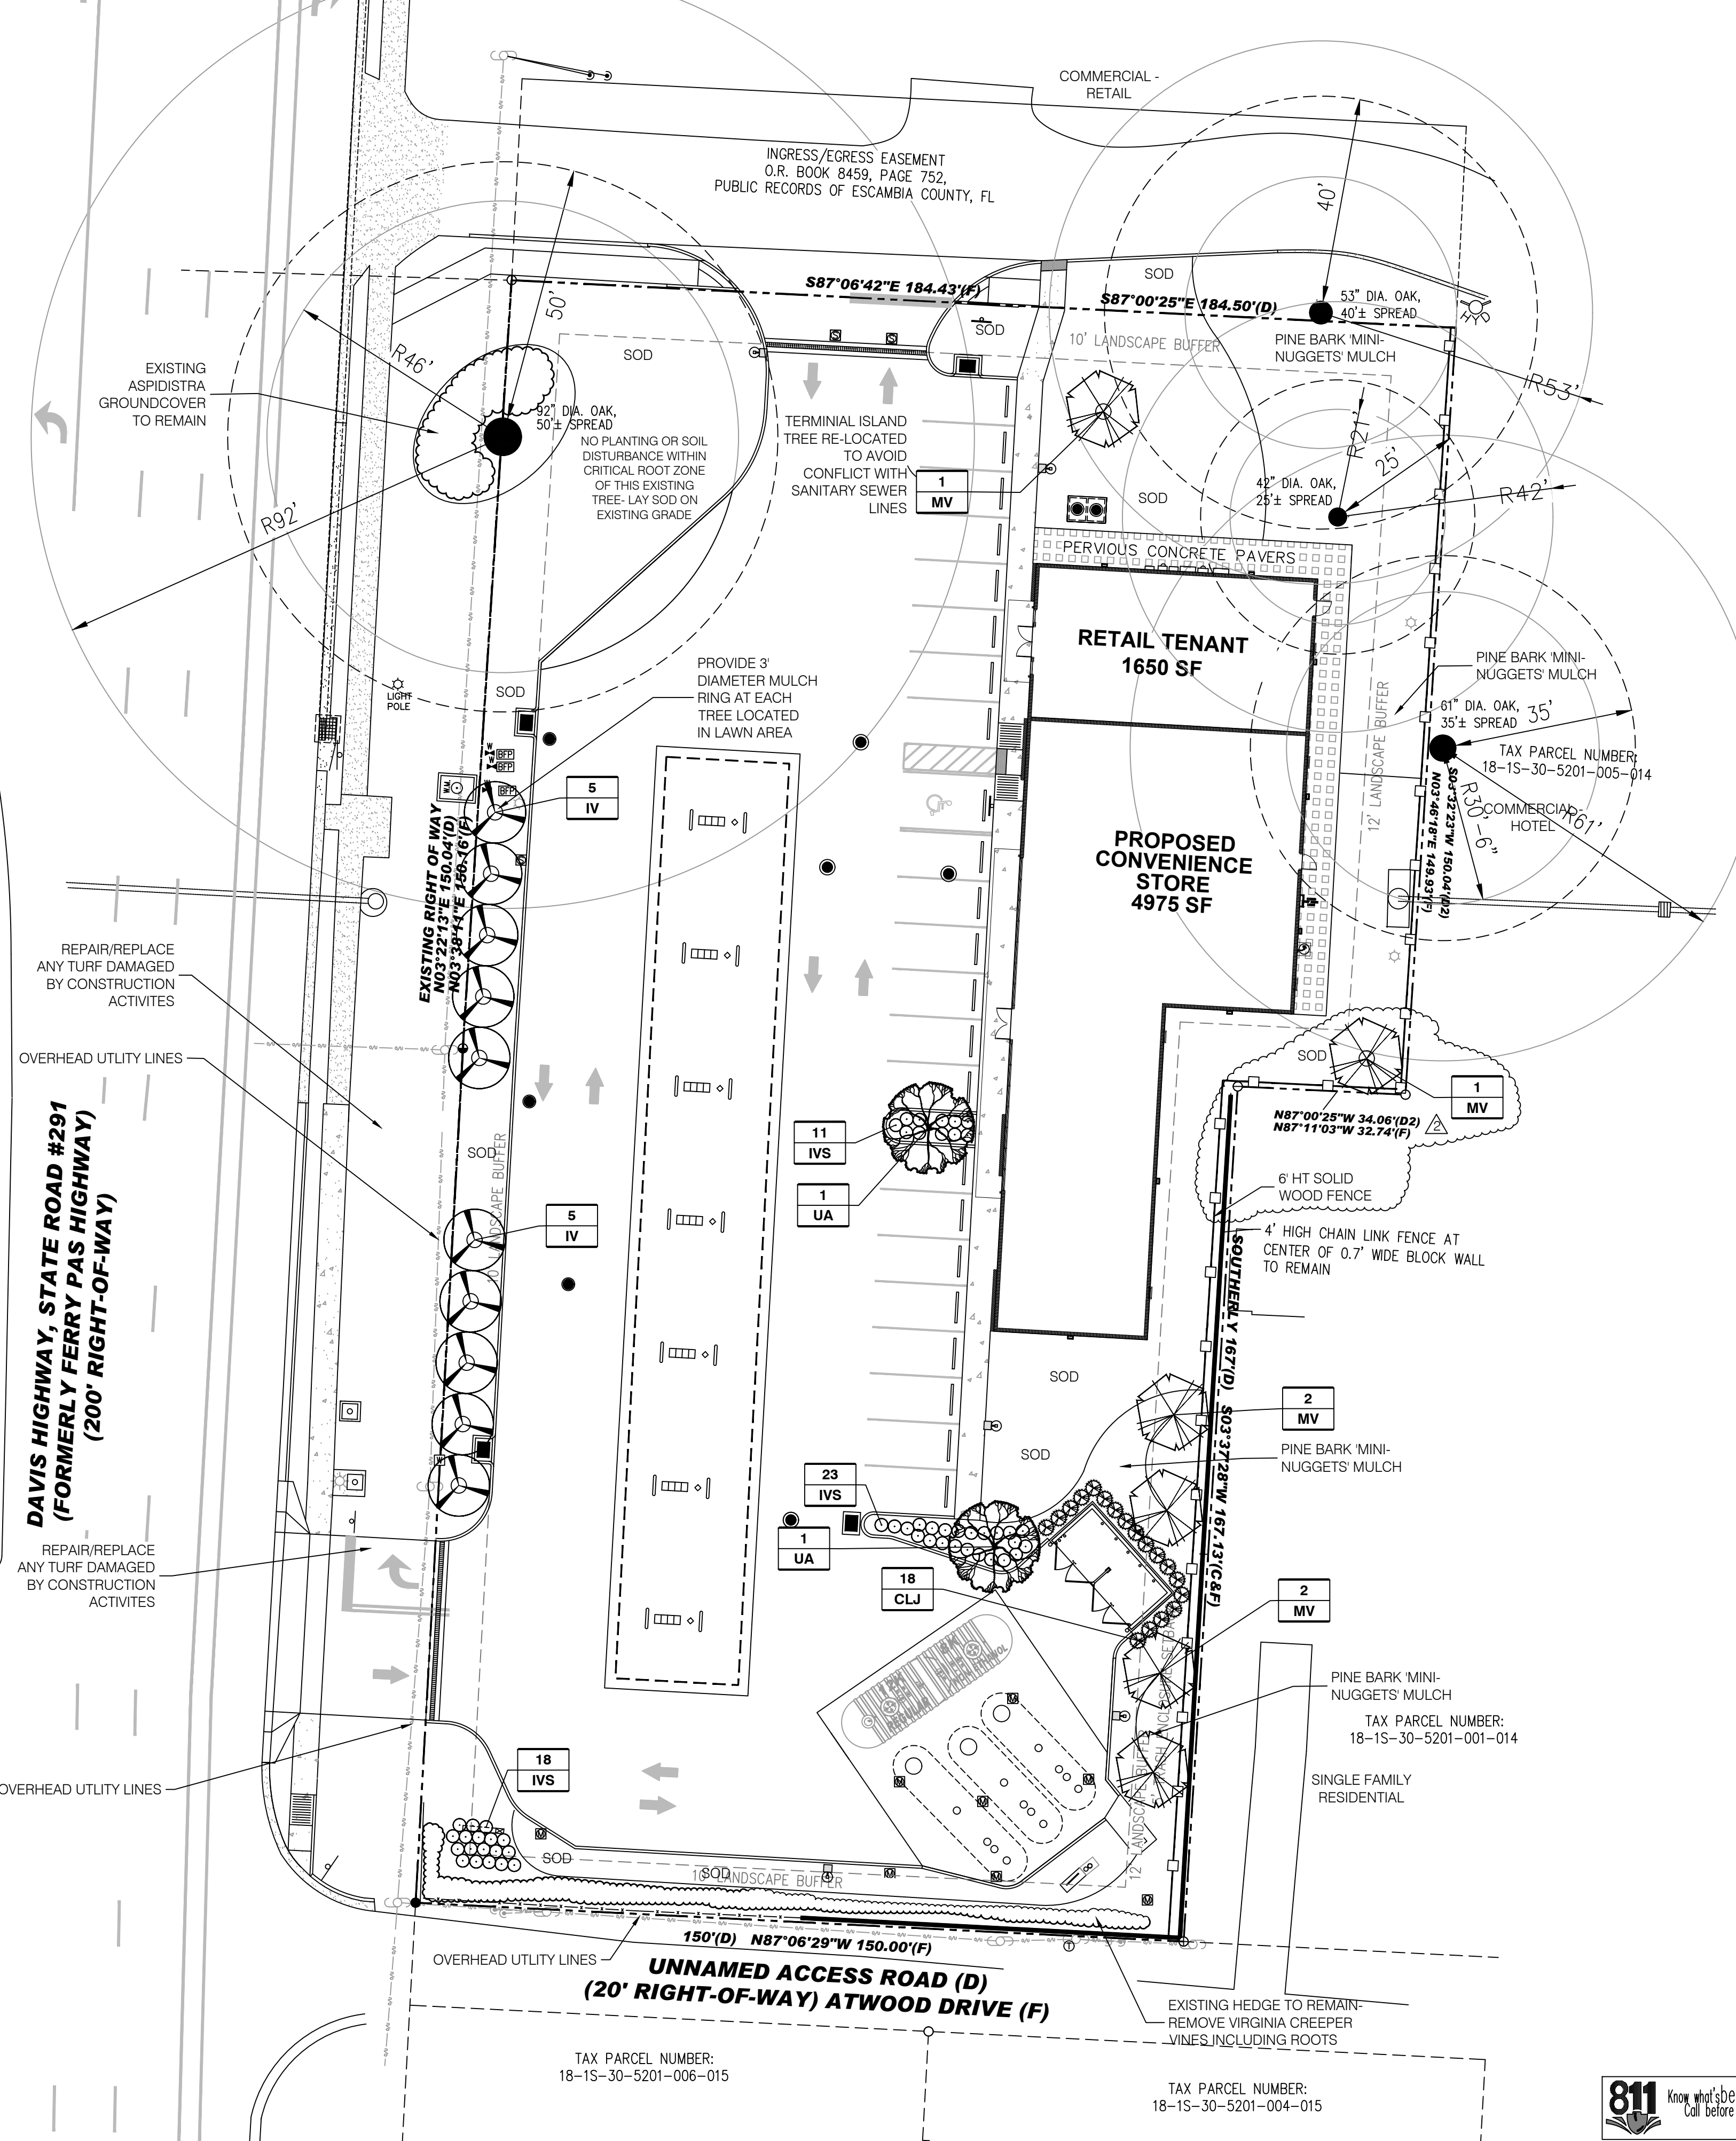 COMMERCIAL -
RETAIL
INGRESS/EGRESS EASEMENT
O.R. BOOK 8459, PAGE 752,
PUBLIC RECORDS OF ESCAMBIA COUNTY, FL
40'
50'
S87°06'42"E 184.43'(F)
S87°00'25"E 184.50'(D)
SOD
SOD
53" DIA. OAK,
40'± SPREAD
HYD
10' LANDSCAPE BUFFER
PINE BARK 'MINI-
NUGGETS' MULCH
R53'
SOD
R46'
EXISTING
ASPIDISTRA
GROUNDCOVER
TO REMAIN
92" DIA. OAK,
50'± SPREAD
NO PLANTING OR SOIL
DISTURBANCE WITHIN
CRITICAL ROOT ZONE
OF THIS EXISTING
TREE- LAY SOD ON
EXISTING GRADE
R92'
TERMINIAL ISLAND
TREE RE-LOCATED
TO AVOID
CONFLICT WITH
SANITARY SEWER
LINES
1
MV
SOD
R21'
25'
42" DIA. OAK,
25'± SPREAD
R42'
PERVIOUS CONCRETE PAVERS
RETAIL TENANT
1650 SF
PROVIDE 3'
DIAMETER MULCH
RING AT EACH
TREE LOCATED
IN LAWN AREA
SOD
LIGHT
POLE
PINE BARK 'MINI-
NUGGETS' MULCH
12' LANDSCAPE BUFFER
61" DIA. OAK,
35'± SPREAD
35'
TAX PARCEL NUMBER:
18-1S-30-5201-005-014
COMMERCIAL -
HOTEL
R61'
R30'-6"
S03°32'23"W 150.04'(D2)
N03°46'18"E 149.93'(F)
W
BFP
W
BFP
W
BFP
W.M.
5
IV
EXISTING RIGHT OF WAY
N03°22'13"E 150.04'(D)
N03°38'11"E 150.16'(F)
PROPOSED
CONVENIENCE
STORE
4975 SF
REPAIR/REPLACE
ANY TURF DAMAGED
BY CONSTRUCTION
ACTIVITES
OVERHEAD UTLITY LINES
SOD
1
MV
N87°00'25"W 34.06'(D2)
N87°11'03"W 32.74'(F)
2
DAVIS HIGHWAY, STATE ROAD #291
(FORMERLY FERRY PAS HIGHWAY)
(200' RIGHT-OF-WAY)
SOD
10' LANDSCAPE BUFFER
11
IVS
1
UA
5
IV
6' HT SOLID
WOOD FENCE
4' HIGH CHAIN LINK FENCE AT
CENTER OF 0.7' WIDE BLOCK WALL
TO REMAIN
SOUTHERLY 167'(D) S03°37'28"W 167.13'(C&F)
SOD
2
MV
SOD
PINE BARK 'MINI-
NUGGETS' MULCH
23
IVS
1
UA
18
CLJ
2
MV
REPAIR/REPLACE
ANY TURF DAMAGED
BY CONSTRUCTION
ACTIVITES
REGULAR
PINE BARK 'MINI-
NUGGETS' MULCH
TAX PARCEL NUMBER:
18-1S-30-5201-001-014
SINGLE FAMILY
RESIDENTIAL
12' LANDSCAPE BUFFER
OVERHEAD UTLITY LINES
18
IVS
SOD
SOD
10' LANDSCAPE BUFFER
150'(D) N87°06'29"W 150.00'(F)
OVERHEAD UTLITY LINES
UNNAMED ACCESS ROAD (D)
(20' RIGHT-OF-WAY) ATWOOD DRIVE (F)
EXISTING HEDGE TO REMAIN-
REMOVE VIRGINIA CREEPER
VINES INCLUDING ROOTS
TAX PARCEL NUMBER:
18-1S-30-5201-006-015
TAX PARCEL NUMBER:
18-1S-30-5201-004-015
811
Know what's be
Call before